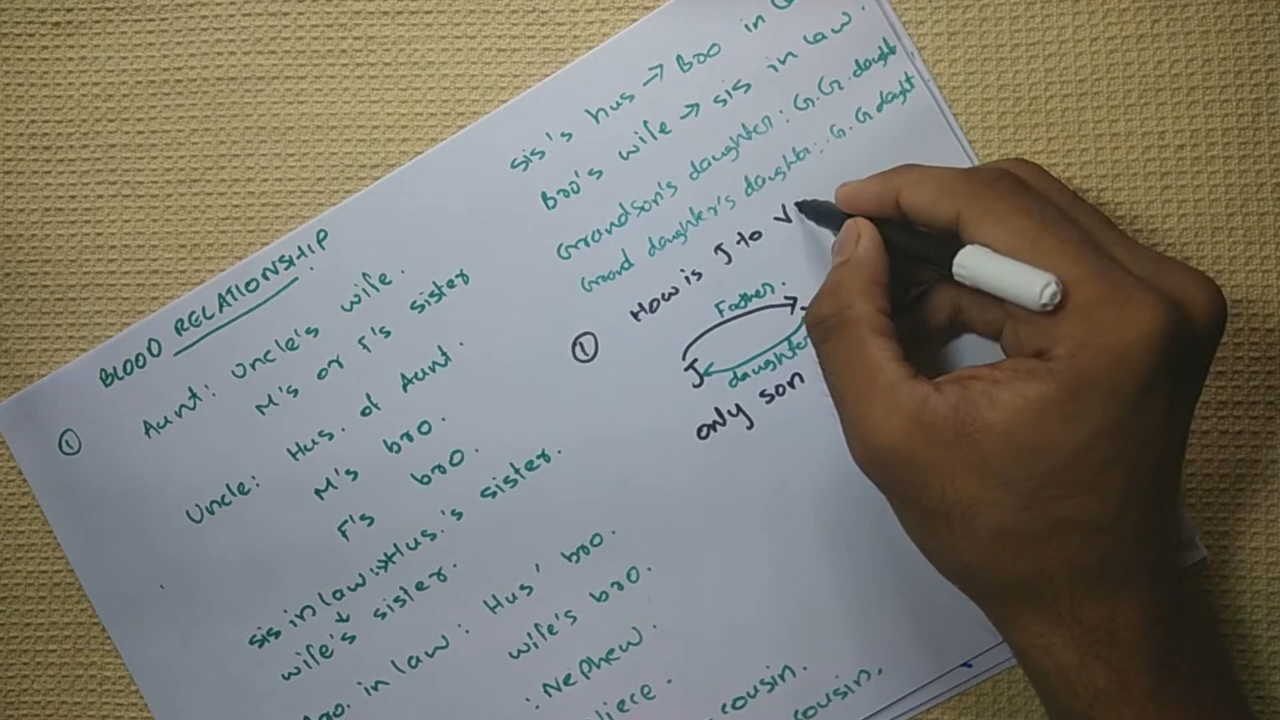 BLOOD RELATIONSHIP
① Aunt: Uncle's wife.
M's or F's sister
Uncle: Hus. of Aunt.
M's bro.
F's bro.
sis in law: Hus.'s sister.
wife's sister.
in law: Hus' bro.
wife's bro.
: Nephew.
cousin.
cousin.
sis's hus → Bro in
Bro's wife → sis in law.
Grandson's daughter: G.G. daught
Grand daughter's daughter: G.G daught
① How is J to V
Father.
J daughter
only son